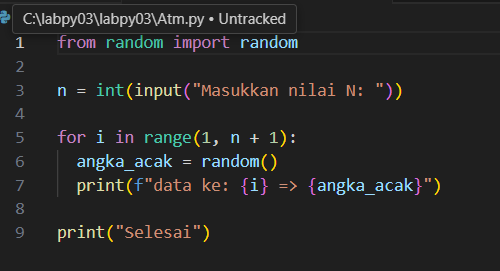 C:\labpy03\labpy03\Atm.py • Untracked
1 from random import random
2
3 n = int(input("Masukkan nilai N: "))
4
5 for i in range(1, n + 1):
6   angka_acak = random()
7   print(f"data ke: {i} => {angka_acak}")
8
9 print("Selesai")